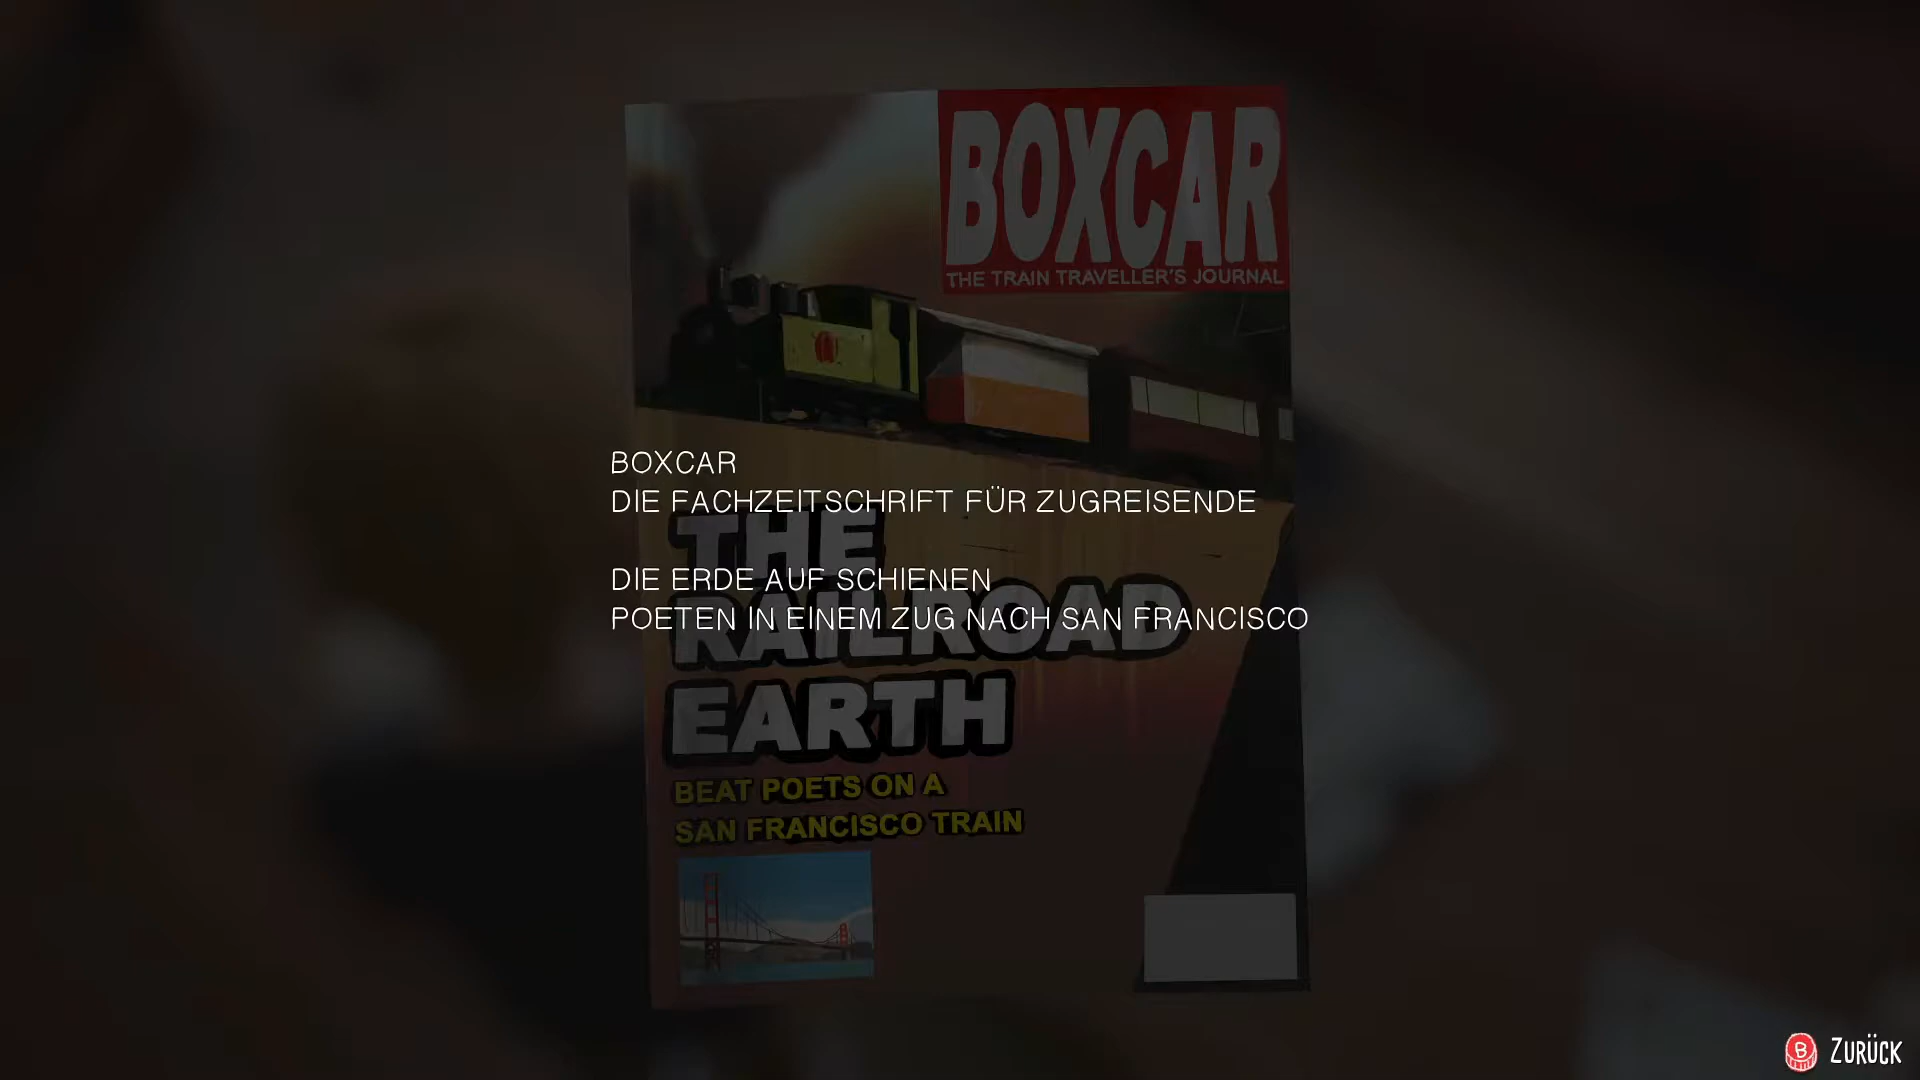 BOXCAR
THE TRAIN TRAVELLER'S JOURNAL
BOXCAR
DIE FACHZEITSCHRIFT FÜR ZUGREISENDE
DIE ERDE AUF SCHIENEN
POETEN IN EINEM ZUG NACH SAN FRANCISCO
THE
RAILROAD
EARTH
BEAT POETS ON A
SAN FRANCISCO TRAIN
B ZURÜCK